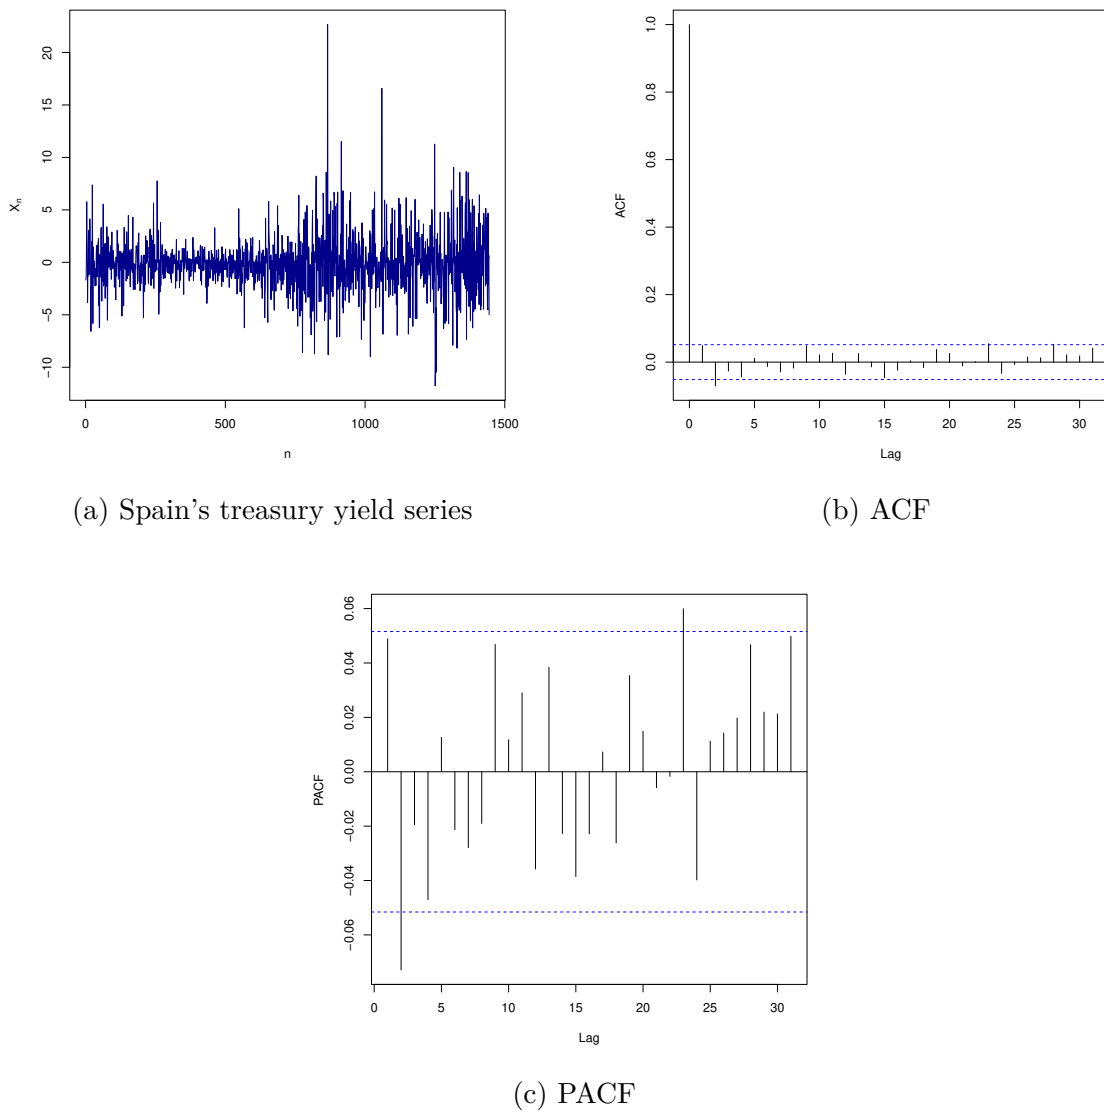 20
15
10
5
0
−5
−10
X_n
0 500 1000 1500
n
(a) Spain's treasury yield series
1.0
0.8
0.6
0.4
0.2
0.0
ACF
0 5 10 15 20 25 30
Lag
(b) ACF
0.06
0.04
0.02
0.00
−0.02
−0.04
−0.06
PACF
0 5 10 15 20 25 30
Lag
(c) PACF